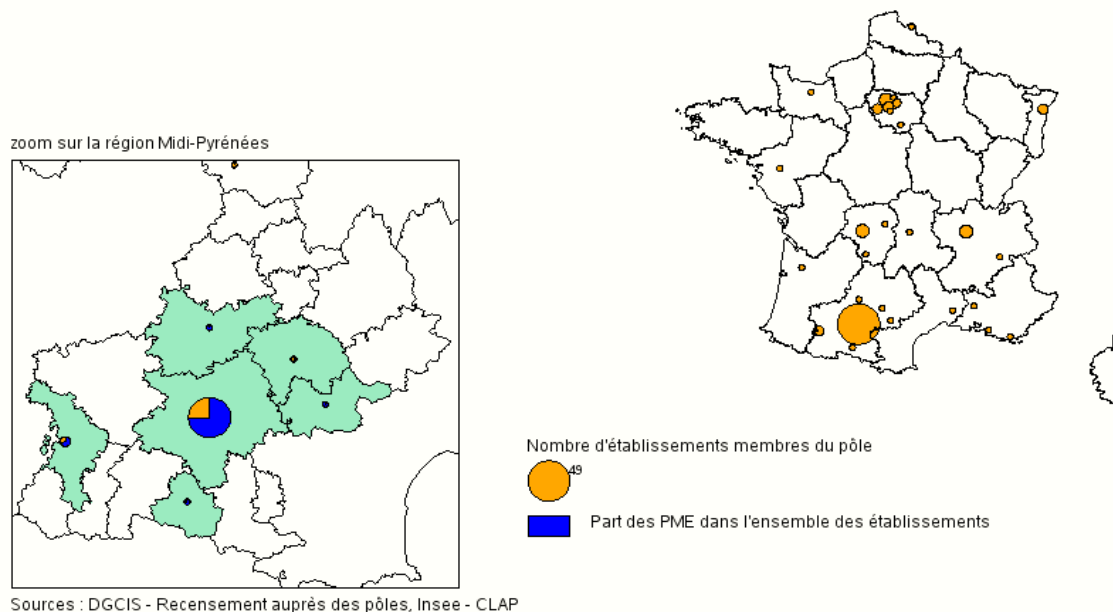 zoom sur la région Midi-Pyrénées
Nombre d'établissements membres du pôle
49
Part des PME dans l'ensemble des établissements
Sources : DGCIS - Recensement auprès des pôles, Insee - CLAP